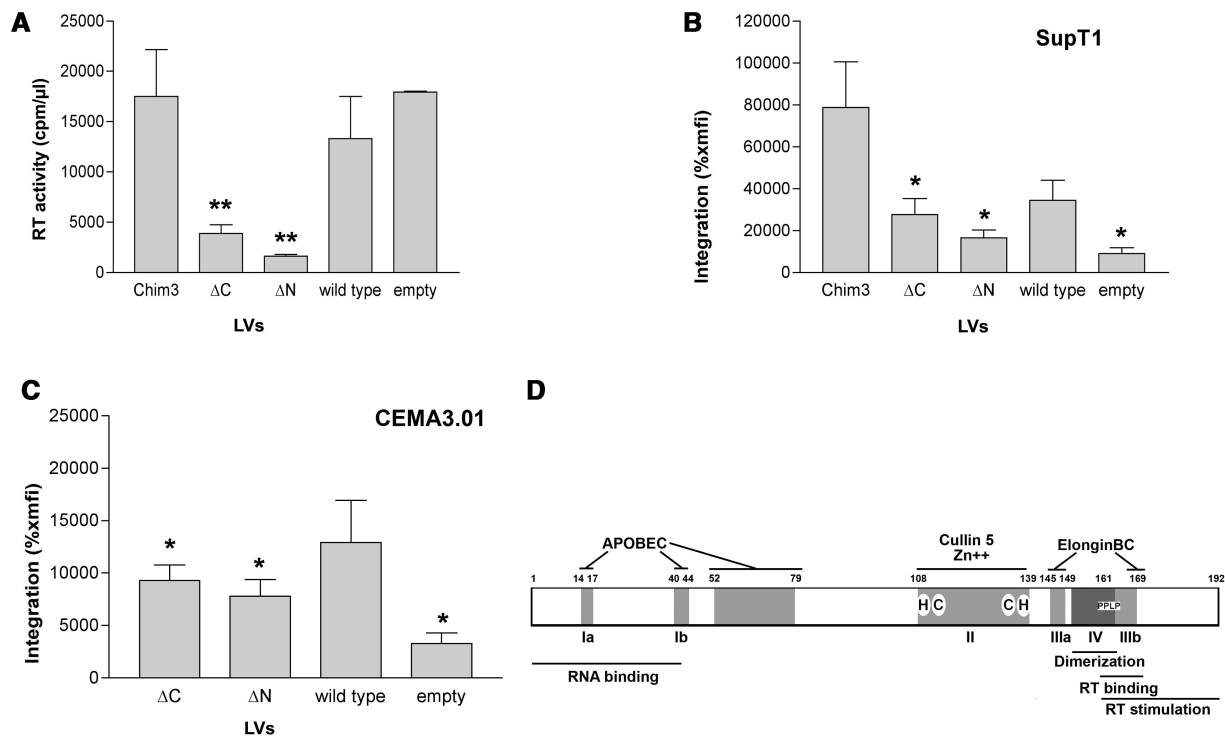 A
RT activity (cpm/µl)
25000
20000
15000
10000
5000
0
**
**
Chim3 ΔC ΔN wild type empty
LVs
B
SupT1
Integration (%xmfi)
120000
100000
80000
60000
40000
20000
0
*
*
*
Chim3 ΔC ΔN wild type empty
LVs
C
CEMA3.01
Integration (%xmfi)
25000
20000
15000
10000
5000
0
*
*
*
ΔC ΔN wild type empty
LVs
D
APOBEC
Cullin 5
Zn++
ElonginBC
1 14 17 40 44 52 79 108 139 145 149 161 169 192
H C C H PPLP
Ia Ib II IIIa IV IIIb
RNA binding
Dimerization
RT binding
RT stimulation